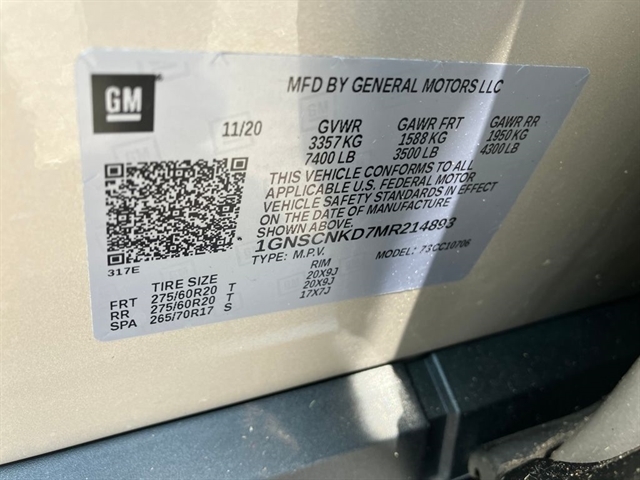 GM
MFD BY GENERAL MOTORS LLC
11/20 GVWR GAWR FRT GAWR RR
3357 KG 1588 KG 1950 KG
7400 LB 3500 LB 4300 LB
THIS VEHICLE CONFORMS TO ALL
APPLICABLE U.S. FEDERAL MOTOR
VEHICLE SAFETY STANDARDS IN EFFECT
ON THE DATE OF MANUFACTURE
SHOWN ABOVE.
1GNSCNKD7MR214893
TYPE: M.P.V. MODEL: 73CC10706
317E
TIRE SIZE RIM
FRT 275/60R20 T 20X9J
RR 275/60R20 T 20X9J
SPA 265/70R17 S 17X7J